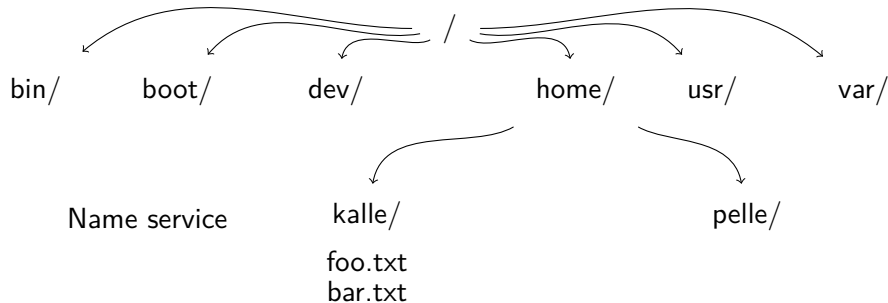 /
bin/ boot/ dev/ home/ usr/ var/
Name service kalle/ pelle/
foo.txt
bar.txt